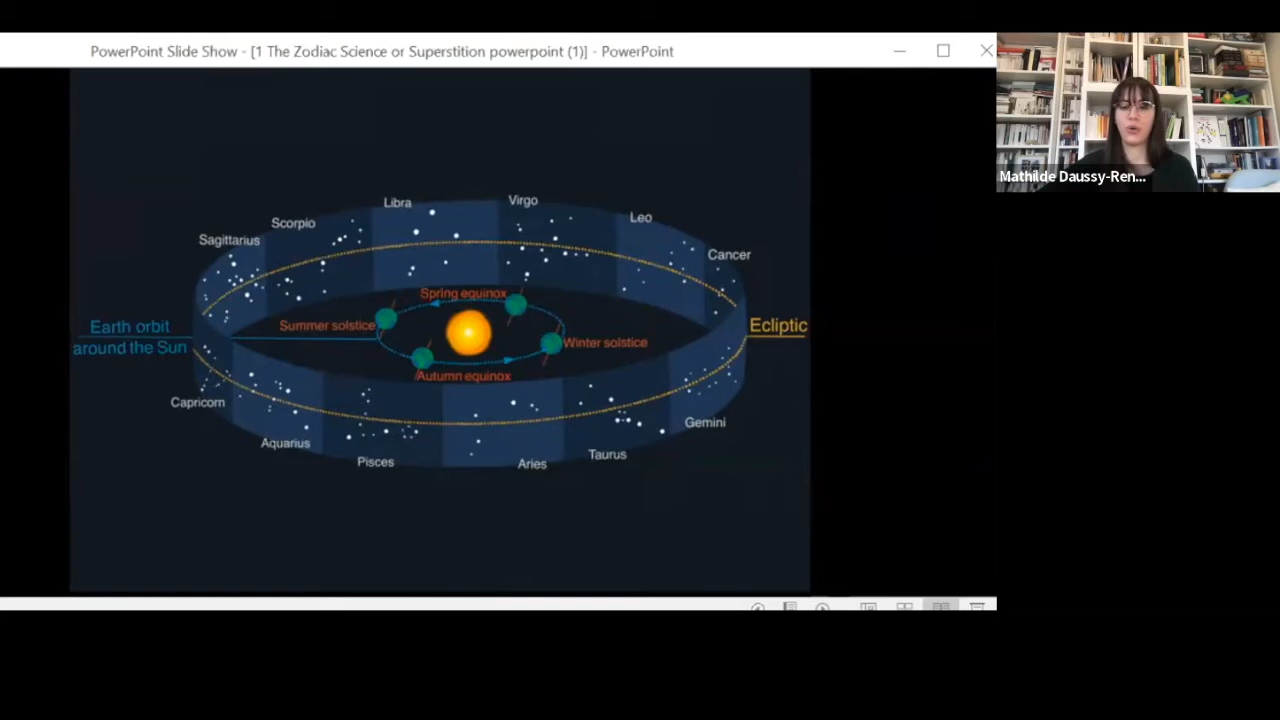 PowerPoint Slide Show - [1 The Zodiac Science or Superstition powerpoint (1)] - PowerPoint
Mathilde Daussy-Ren...
Libra
Virgo
Scorpio
Leo
Sagittarius
Cancer
Spring equinox
Summer solstice
Earth orbit
around the Sun
Ecliptic
Winter solstice
Autumn equinox
Capricorn
Gemini
Aquarius
Taurus
Pisces
Aries